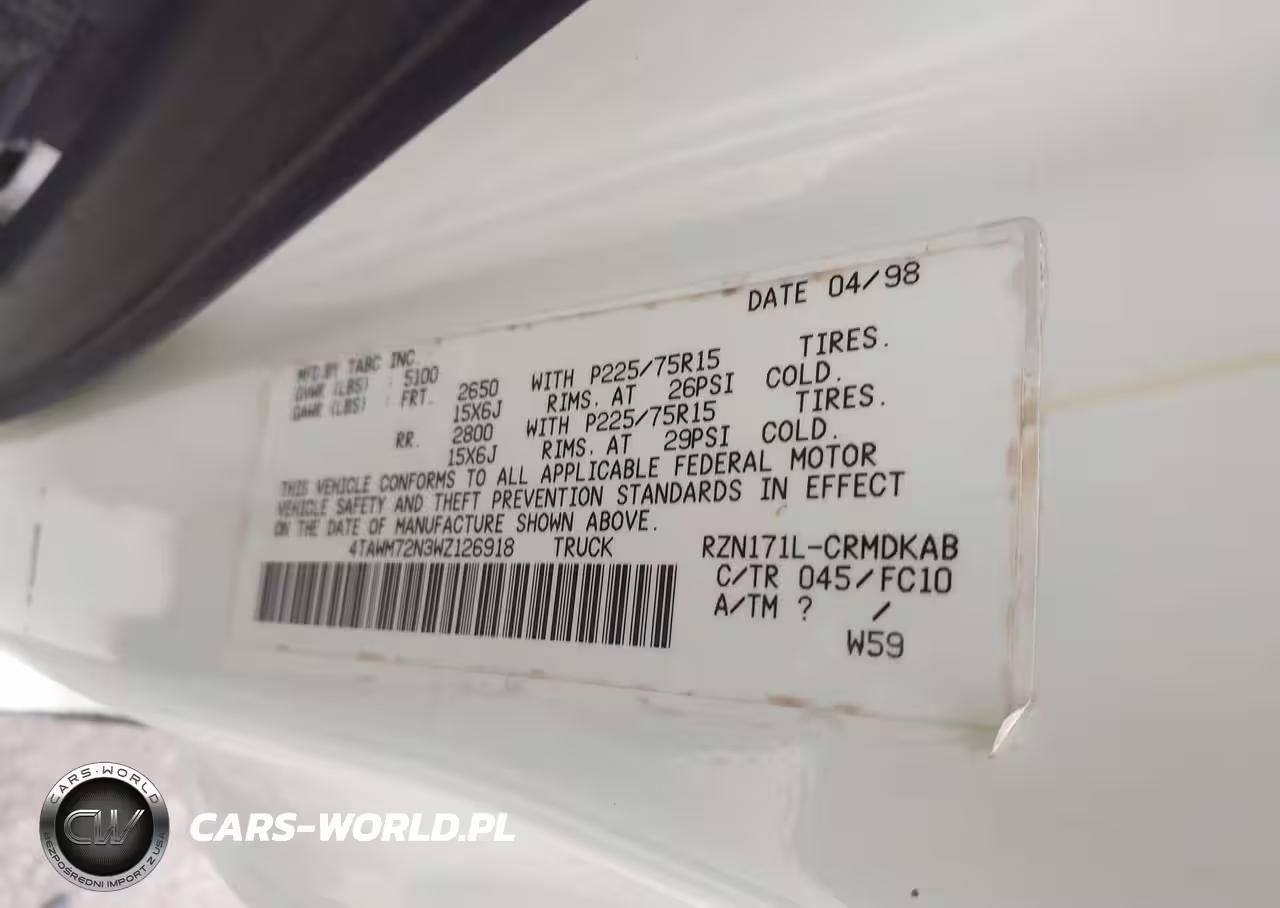 DATE 04/98
MFD.BY TABC INC.
GVWR (LBS) : 5100
GAWR (LBS) : FRT. 2650 WITH P225/75R15 TIRES.
15X6J RIMS. AT 26PSI COLD.
RR. 2800 WITH P225/75R15 TIRES.
15X6J RIMS. AT 29PSI COLD.
THIS VEHICLE CONFORMS TO ALL APPLICABLE FEDERAL MOTOR
VEHICLE SAFETY AND THEFT PREVENTION STANDARDS IN EFFECT
ON THE DATE OF MANUFACTURE SHOWN ABOVE.
4TAWM72N3WZ126918 TRUCK RZN171L-CRMDKAB
C/TR 045/FC10
A/TM ? /
W59
CARS-WORLD
CW
BEZPOŚREDNI IMPORT Z USA
CARS-WORLD.PL